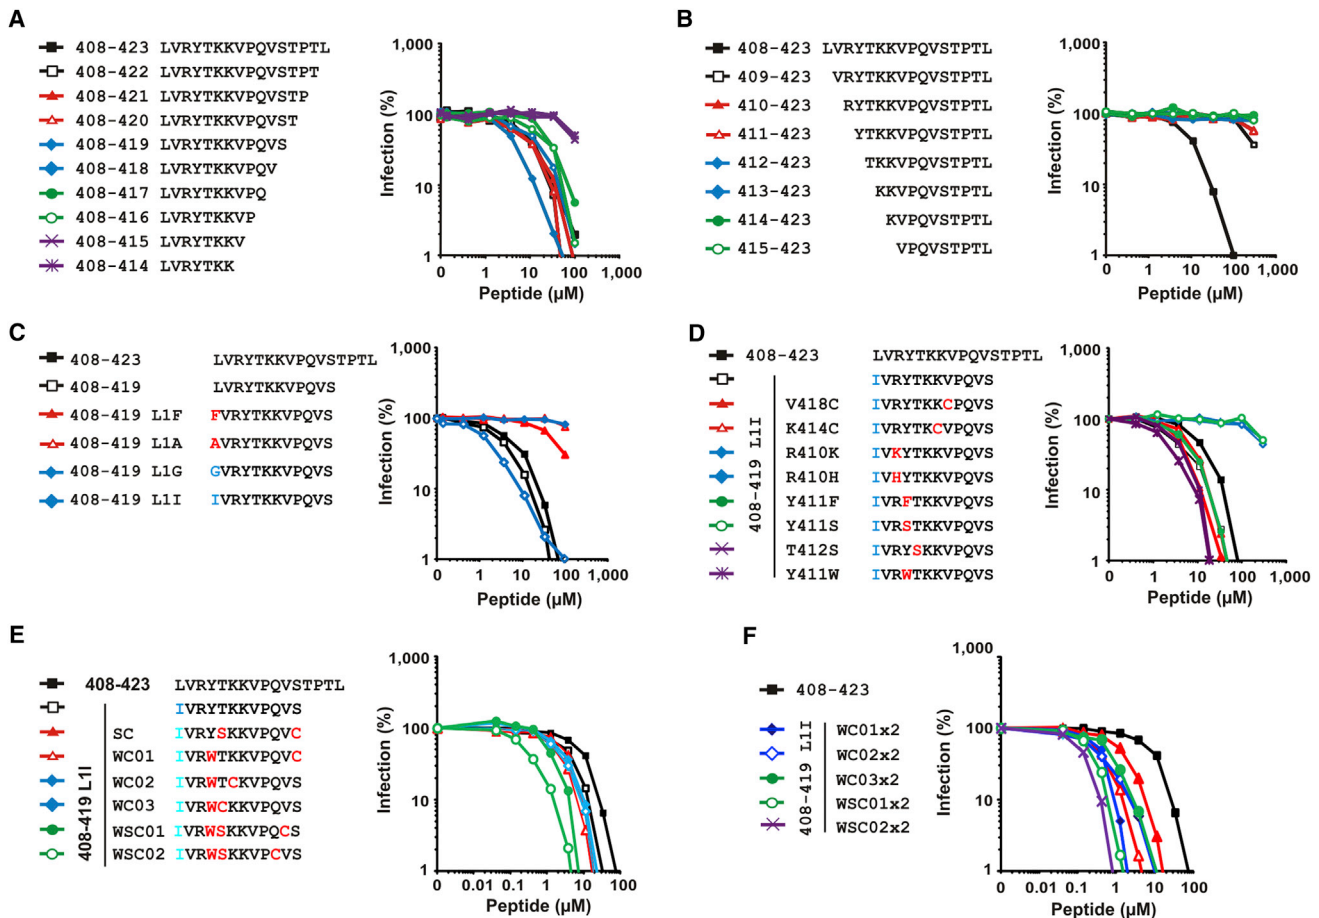 A
408-423 LVRYTKKVPQVSTPTL
408-422 LVRYTKKVPQVSTPT
408-421 LVRYTKKVPQVSTP
408-420 LVRYTKKVPQVST
408-419 LVRYTKKVPQVS
408-418 LVRYTKKVPQV
408-417 LVRYTKKVPQ
408-416 LVRYTKKVP
408-415 LVRYTKKV
408-414 LVRYTKK
Infection (%)
1,000
100
10
1
0 1 10 100 1,000
Peptide (µM)
B
408-423 LVRYTKKVPQVSTPTL
409-423 VRYTKKVPQVSTPTL
410-423 RYTKKVPQVSTPTL
411-423 YTKKVPQVSTPTL
412-423 TKKVPQVSTPTL
413-423 KKVPQVSTPTL
414-423 KVPQVSTPTL
415-423 VPQVSTPTL
Infection (%)
1,000
100
10
1
0 1 10 100 1,000
Peptide (µM)
C
408-423 LVRYTKKVPQVSTPTL
408-419 LVRYTKKVPQVS
408-419 L1F FVRYTKKVPQVS
408-419 L1A AVRYTKKVPQVS
408-419 L1G GVRYTKKVPQVS
408-419 L1I IVRYTKKVPQVS
Infection (%)
1,000
100
10
1
0 1 10 100 1,000
Peptide (µM)
D
408-423 LVRYTKKVPQVSTPTL
408-419 L1I
IVRYTKKVPQVS
V418C IVRYTKKCVPQVS
K414C IVRYTKCVPQVS
R410K IVKYTKKVPQVS
R410H IVHYTKKVPQVS
Y411F IVRFTKKVPQVS
Y411S IVRSTKKVPQVS
T412S IVRYSKKVPQVS
Y411W IVRWTKKVPQVS
Infection (%)
1,000
100
10
1
0 1 10 100 1,000
Peptide (µM)
E
408-423 LVRYTKKVPQVSTPTL
408-419 L1I
IVRYTKKVPQVS
SC IVRYSKKVPQVC
WC01 IVRWTKKVPQVC
WC02 IVRWTCKVPQVS
WC03 IVRWCKKVPQVS
WSC01 IVRWSKKVPQCS
WSC02 IVRWSKKVPCVS
Infection (%)
1,000
100
10
1
0 0.01 0.1 1 10 100
Peptide (µM)
F
408-423
408-419 L1I
WC01x2
WC02x2
WC03x2
WSC01x2
WSC02x2
Infection (%)
1,000
100
10
1
0 0.01 0.1 1 10 100
Peptide (µM)